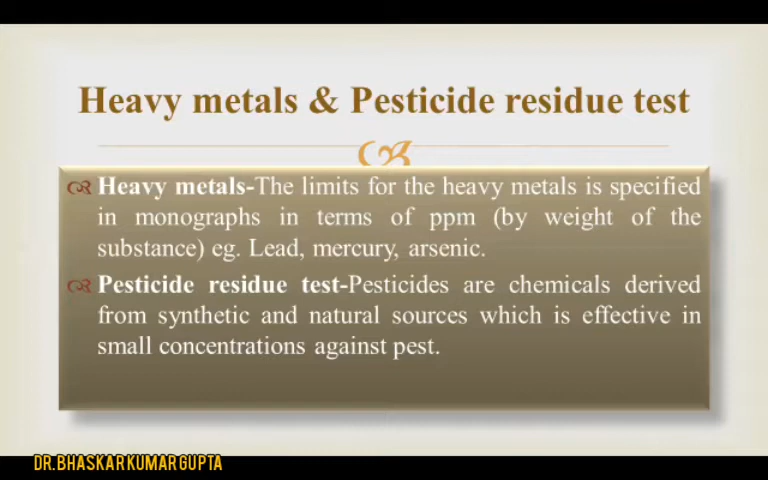 Heavy metals & Pesticide residue test
Heavy metals-The limits for the heavy metals is specified
in monographs in terms of ppm (by weight of the
substance) eg. Lead, mercury, arsenic.
Pesticide residue test-Pesticides are chemicals derived
from synthetic and natural sources which is effective in
small concentrations against pest.
DR. BHASKAR KUMAR GUPTA